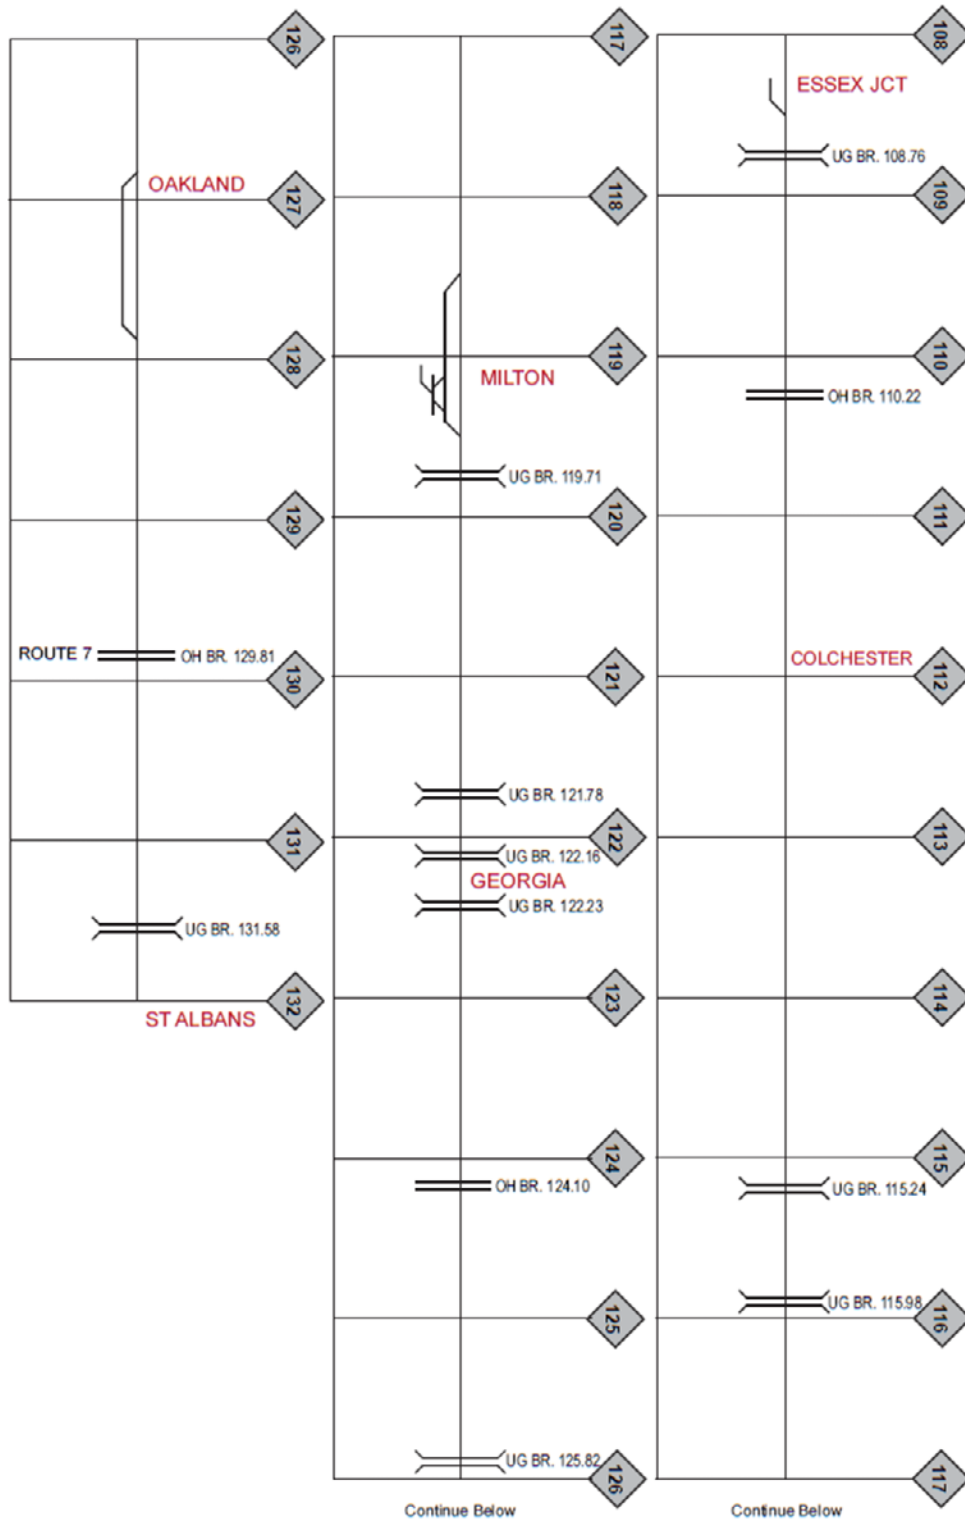 126
OAKLAND
127
128
129
ROUTE 7
OH BR. 129.81
130
131
UG BR. 131.58
132
ST ALBANS
117
118
119
MILTON
UG BR. 119.71
120
121
UG BR. 121.78
122
UG BR. 122.16
GEORGIA
UG BR. 122.23
123
124
OH BR. 124.10
125
UG BR. 125.82
126
Continue Below
108
ESSEX JCT
UG BR. 108.76
109
110
OH BR. 110.22
111
COLCHESTER
112
113
114
115
UG BR. 115.24
UG BR. 115.98
116
117
Continue Below